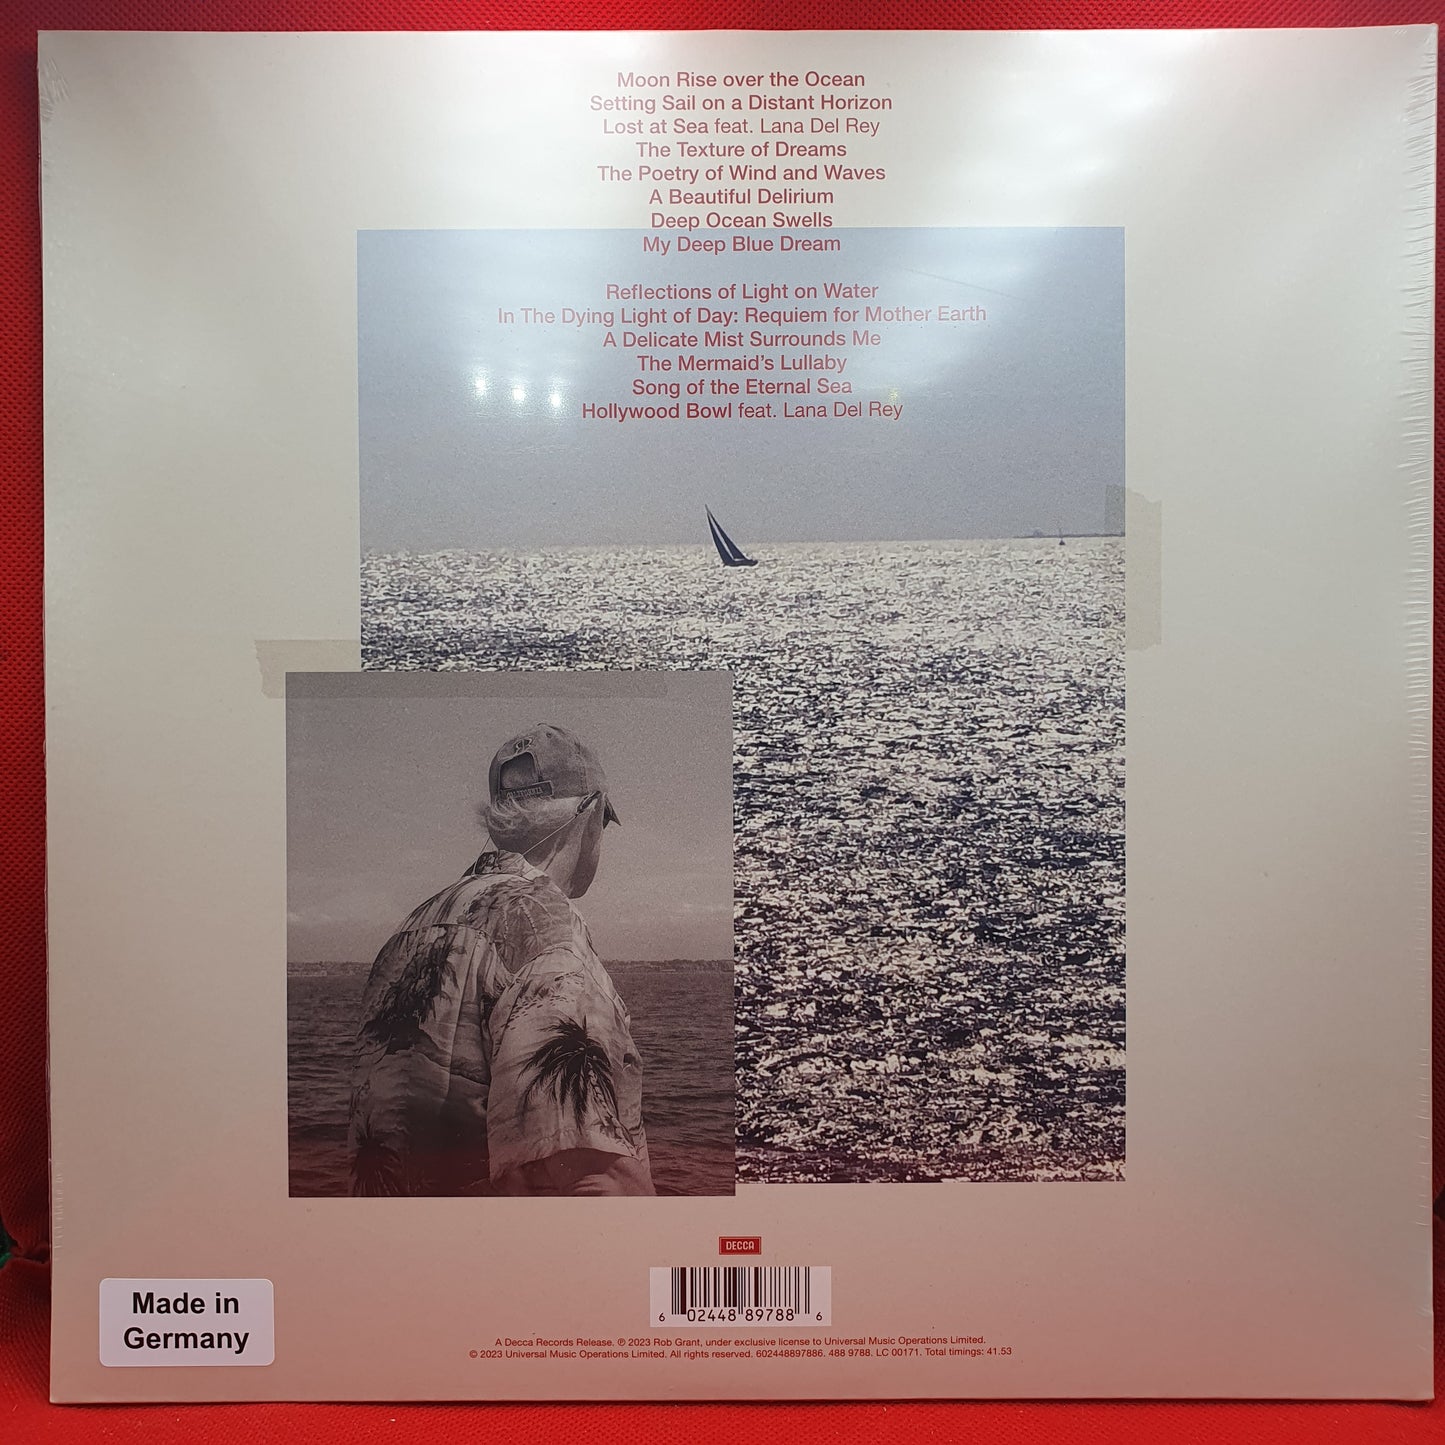 Moon Rise over the Ocean
Setting Sail on a Distant Horizon
Lost at Sea feat. Lana Del Rey
The Texture of Dreams
The Poetry of Wind and Waves
A Beautiful Delirium
Deep Ocean Swells
My Deep Blue Dream
Reflections of Light on Water
In The Dying Light of Day: Requiem for Mother Earth
A Delicate Mist Surrounds Me
The Mermaid's Lullaby
Song of the Eternal Sea
Hollywood Bowl feat. Lana Del Rey
DECCA
6 02448 89788 6
Made in
Germany
A Decca Records Release. ℗ 2023 Rob Grant, under exclusive license to Universal Music Operations Limited.
© 2023 Universal Music Operations Limited. All rights reserved. 602448897886. 488 9788. LC 00171. Total timings: 41.53